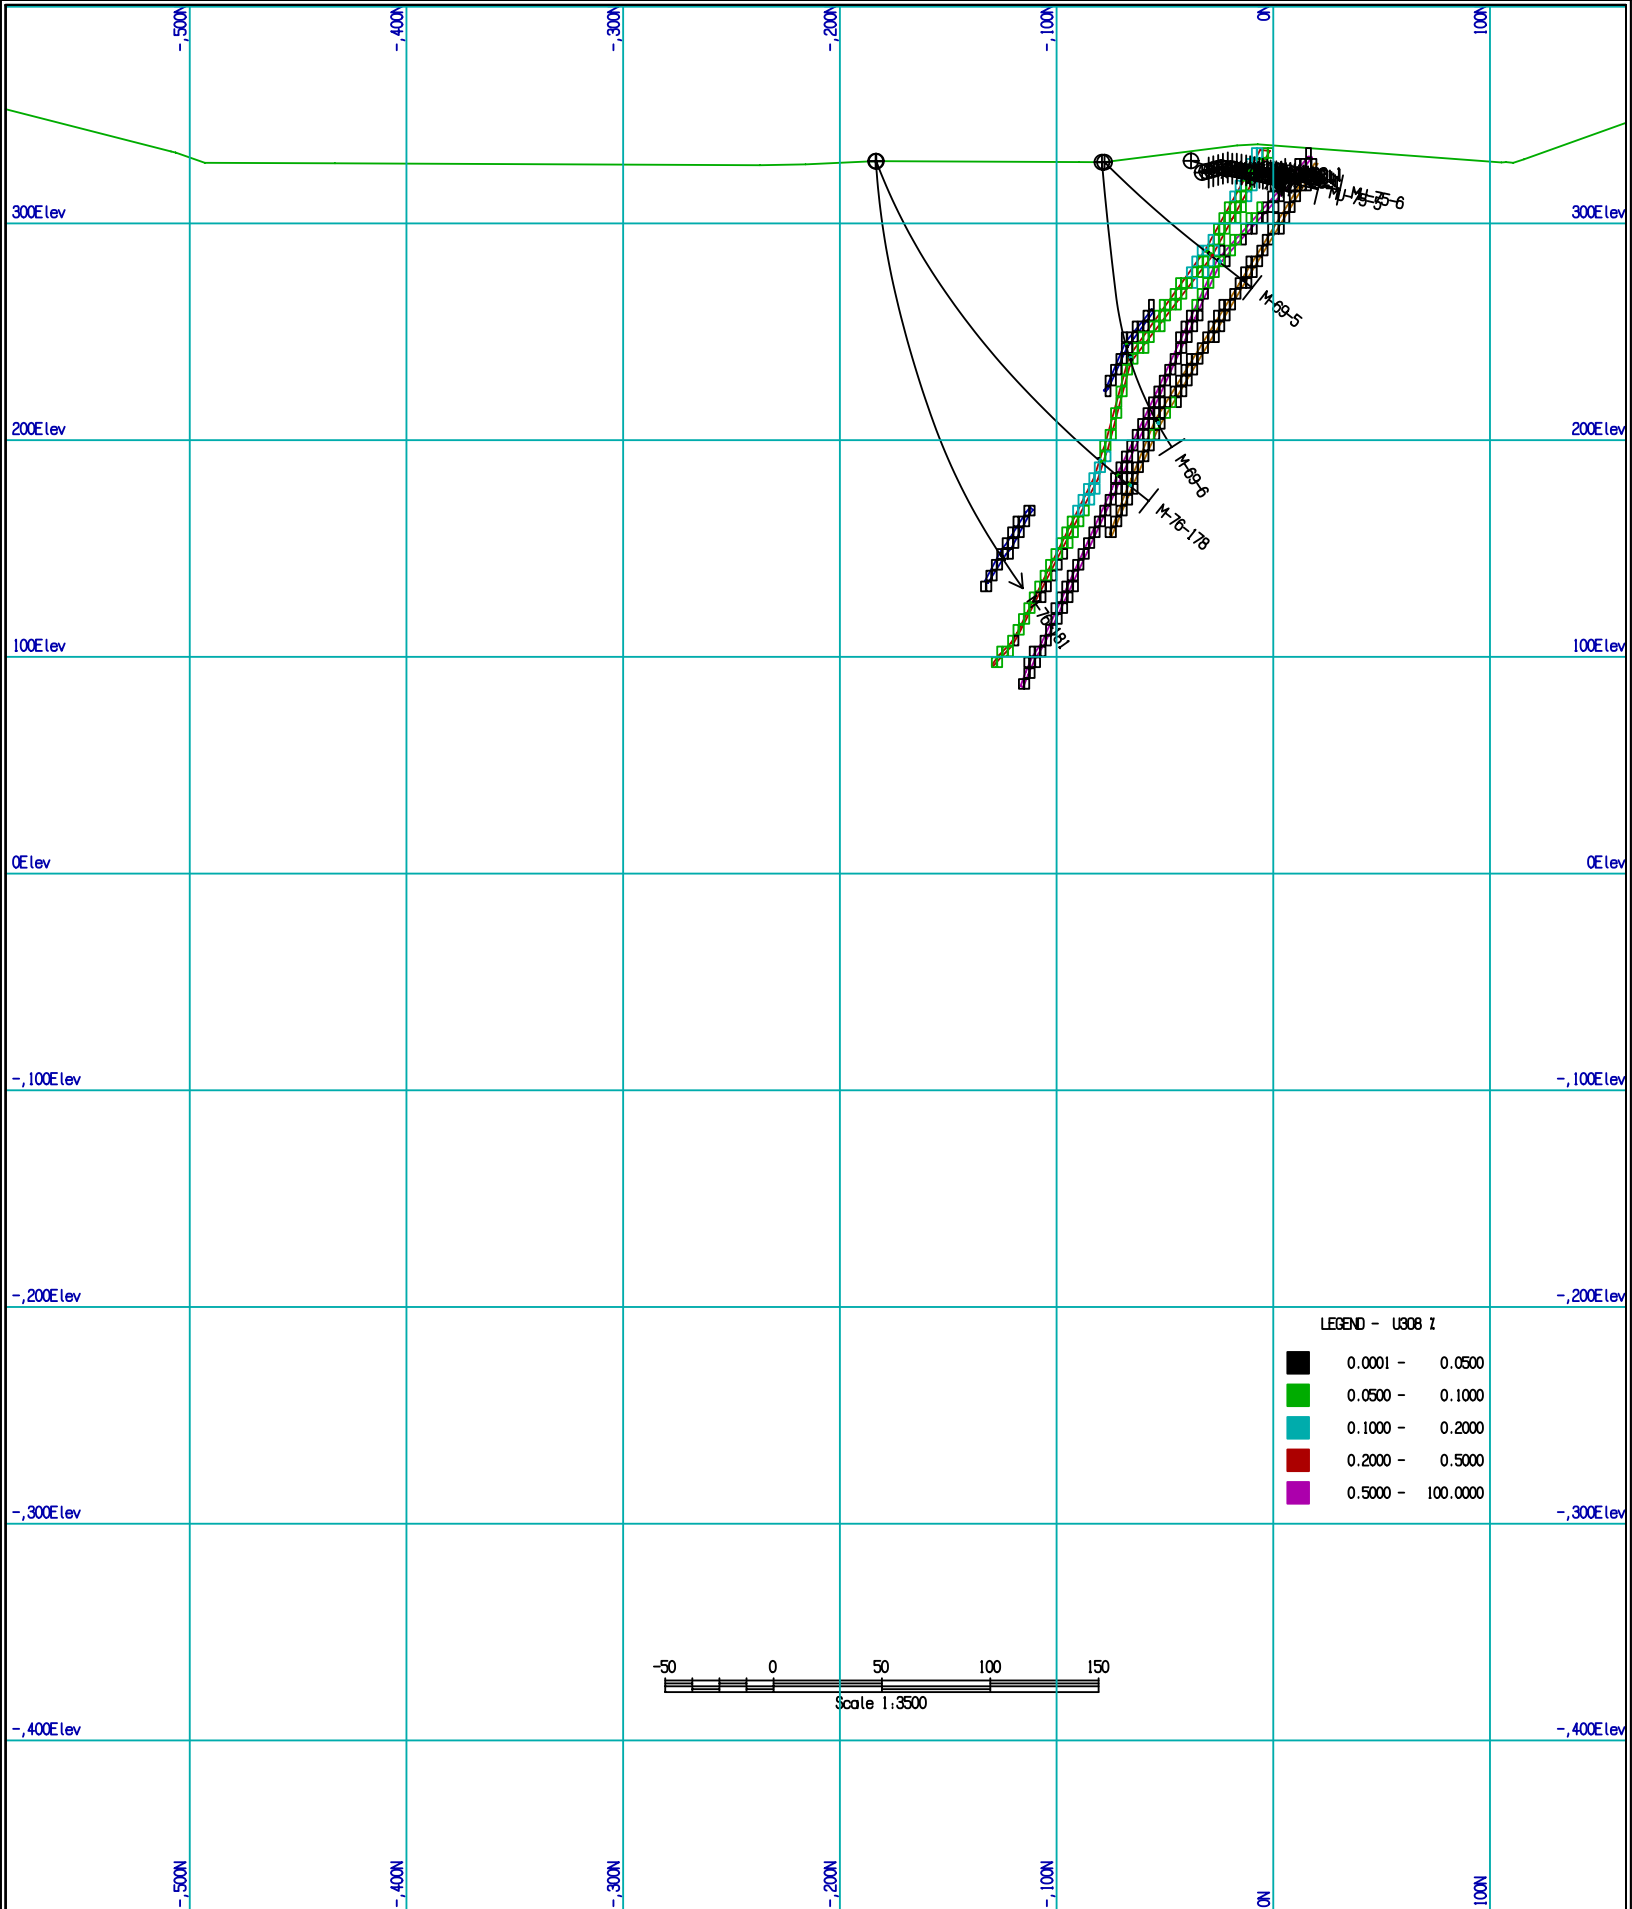 -,500N
-,400N
-,300N
-,200N
-,100N
0N
100N
M-69-5
M-69-6
M-76-178
300Elev
300Elev
200Elev
200Elev
100Elev
100Elev
0Elev
0Elev
-,100Elev
-,100Elev
-,200Elev
-,200Elev
LEGEND - U3O8 %
0.0001 - 0.0500
0.0500 - 0.1000
0.1000 - 0.2000
0.2000 - 0.5000
0.5000 - 100.0000
-,300Elev
-,300Elev
-50 0 50 100 150
Scale 1:3500
-,400Elev
-,400Elev
-,500N
-,400N
-,300N
-,200N
-,100N
0N
100N